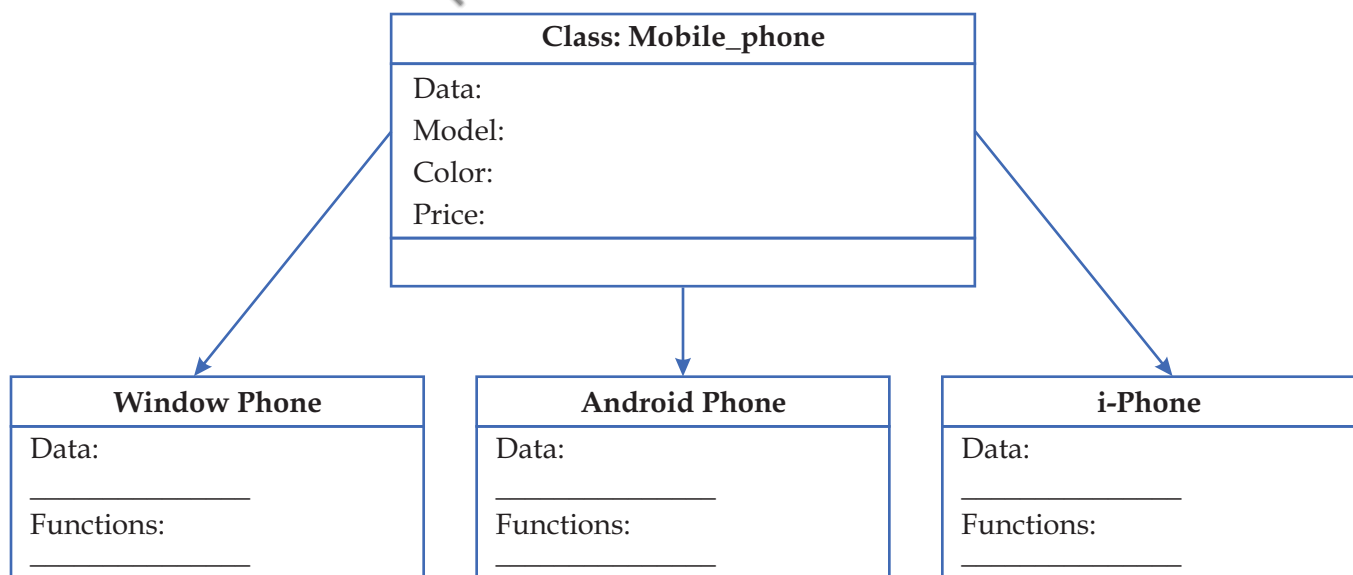 Class: Mobile_phone
Data:
Model:
Color:
Price:
Window Phone
Data:
Functions:
Android Phone
Data:
Functions:
i-Phone
Data:
Functions: